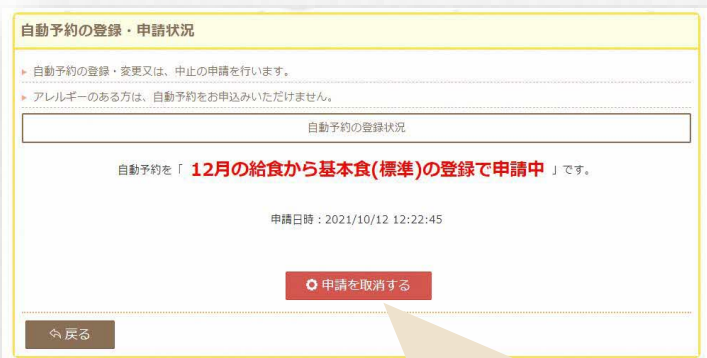 自動予約の登録・申請状況
自動予約の登録・変更又は、中止の申請を行います。
アレルギーのある方は、自動予約をお申込みいただけません。
自動予約の登録状況
自動予約を「 12月の給食から基本食(標準)の登録で申請中 」です。
申請日時：2021/10/12 12:22:45
申請を取消する
戻る